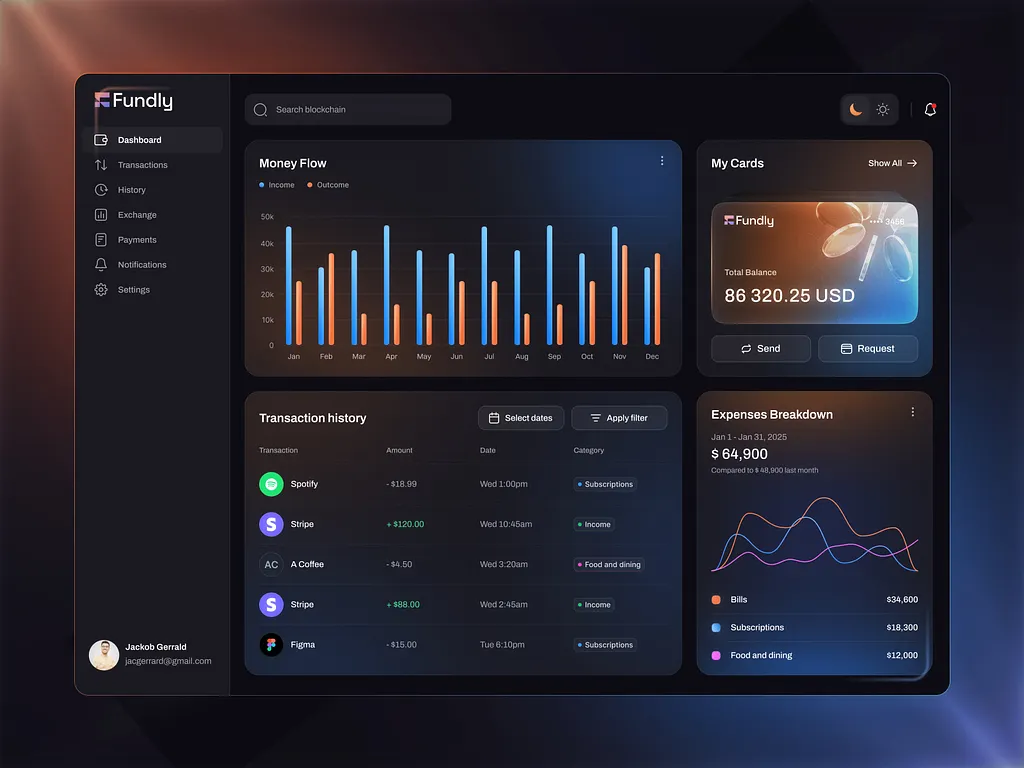 Fundly
Dashboard
Transactions
History
Exchange
Payments
Notifications
Settings
Jackob Gerrald
jacgerrard@gmail.com
Search blockchain
Money Flow
Income Outcome
50k
40k
30k
20k
10k
0
Jan Feb Mar Apr May Jun Jul Aug Sep Oct Nov Dec
My Cards
Show All
Fundly
•••• 3456
Total Balance
86 320.25 USD
Send
Request
Transaction history
Select dates
Apply filter
Transaction Amount Date Category
Spotify - $18.99 Wed 1:00pm Subscriptions
S Stripe + $120.00 Wed 10:45am Income
AC A Coffee - $4.50 Wed 3:20am Food and dining
S Stripe + $88.00 Wed 2:45am Income
Figma - $15.00 Tue 6:10pm Subscriptions
Expenses Breakdown
Jan 1 - Jan 31, 2025
$ 64,900
Compared to $ 48,900 last month
Bills $34,600
Subscriptions $18,300
Food and dining $12,000